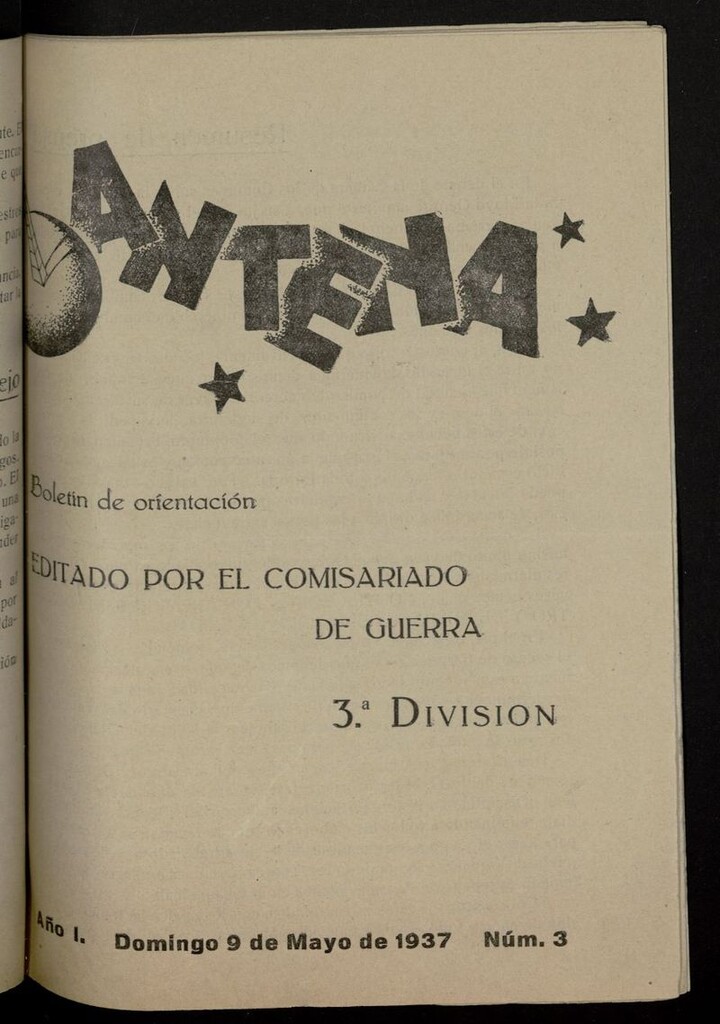 ANTENA
Boletín de orientación
EDITADO POR EL COMISARIADO
DE GUERRA
3.ª DIVISION
Año I. Domingo 9 de Mayo de 1937 Núm. 3